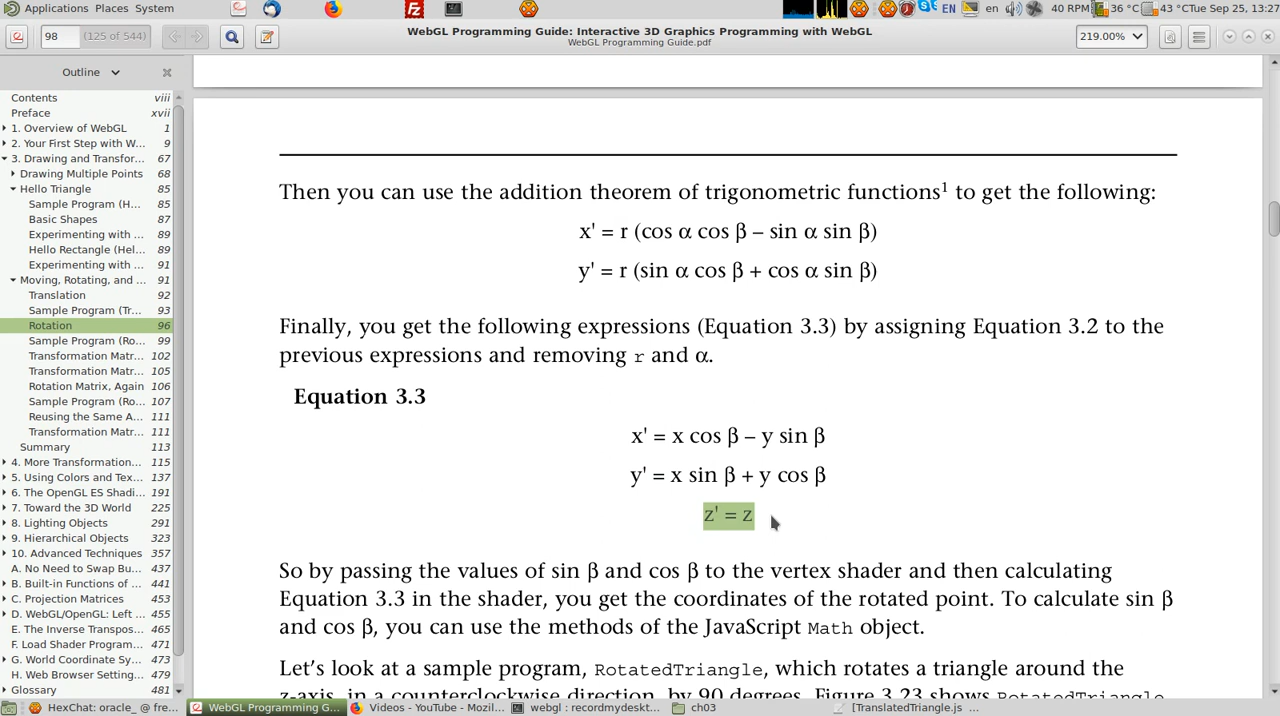 Applications Places System EN en 40 RPM 36 °C 43 °C Tue Sep 25, 13:27
98 (125 of 544) WebGL Programming Guide: Interactive 3D Graphics Programming with WebGL 219.00%
WebGL Programming Guide.pdf
Outline
Contents viii
Preface xvii
1. Overview of WebGL 1
2. Your First Step with W... 9
3. Drawing and Transfor... 67
Drawing Multiple Points 68
Hello Triangle 85
Sample Program (H... 85
Basic Shapes 87
Experimenting with ... 89
Hello Rectangle (Hel... 89
Experimenting with ... 91
Moving, Rotating, and ... 91
Translation 92
Sample Program (Tr... 93
Rotation 96
Sample Program (Ro... 99
Transformation Matr... 102
Transformation Matr... 105
Rotation Matrix, Again 106
Sample Program (Ro... 107
Reusing the Same A... 111
Transformation Matr... 111
Summary 113
4. More Transformation... 115
5. Using Colors and Tex... 137
6. The OpenGL ES Shadi... 191
7. Toward the 3D World 225
8. Lighting Objects 291
9. Hierarchical Objects 323
10. Advanced Techniques 357
A. No Need to Swap Bu... 437
B. Built-in Functions of ... 441
C. Projection Matrices 453
D. WebGL/OpenGL: Left ... 455
E. The Inverse Transpos... 465
F. Load Shader Program... 471
G. World Coordinate Sy... 473
H. Web Browser Setting... 479
Glossary 481
Then you can use the addition theorem of trigonometric functions1 to get the following:
x' = r (cos α cos β – sin α sin β)
y' = r (sin α cos β + cos α sin β)
Finally, you get the following expressions (Equation 3.3) by assigning Equation 3.2 to the
previous expressions and removing r and α.
Equation 3.3
x' = x cos β – y sin β
y' = x sin β + y cos β
z' = z
So by passing the values of sin β and cos β to the vertex shader and then calculating
Equation 3.3 in the shader, you get the coordinates of the rotated point. To calculate sin β
and cos β, you can use the methods of the JavaScript Math object.
Let's look at a sample program, RotatedTriangle, which rotates a triangle around the
z-axis, in a counterclockwise direction, by 90 degrees. Figure 3.23 shows RotatedTriangle
HexChat: oracle_ @ fre... WebGL Programming G... Videos - YouTube - Mozil... webgl : recordmydeskt... ch03 [TranslatedTriangle.js ...